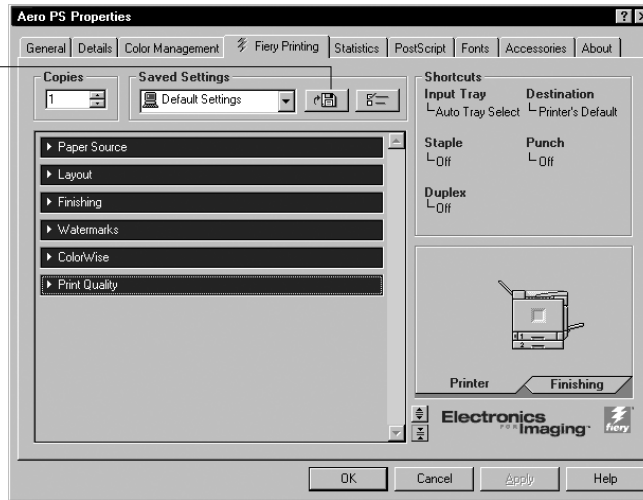 Aero PS Properties
General Details Color Management Fiery Printing Statistics PostScript Fonts Accessories About
Copies
1
Saved Settings
Default Settings
Paper Source
Layout
Finishing
Watermarks
ColorWise
Print Quality
Shortcuts
Input Tray Destination
Auto Tray Select Printer's Default
Staple Punch
Off Off
Duplex
Off
1
2
Printer Finishing
Electronics
FOR Imaging
fiery
OK Cancel Apply Help